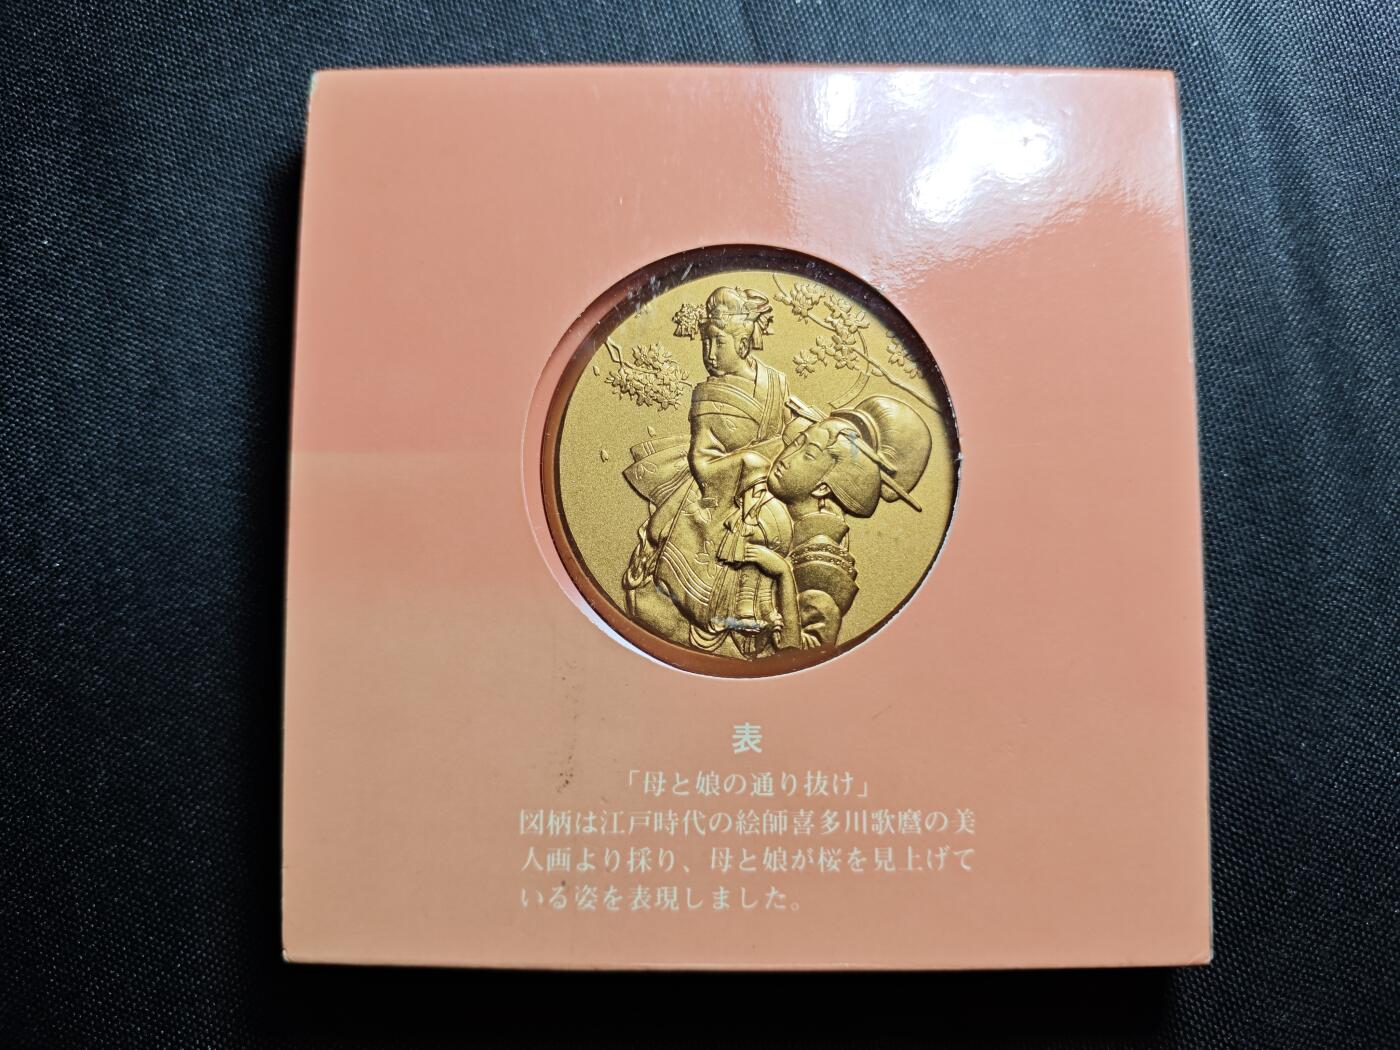 表
「母と娘の通り抜け」
図柄は江戸時代の絵師喜多川歌麿の美
人画より採り、母と娘が桜を見上げて
いる姿を表現しました。